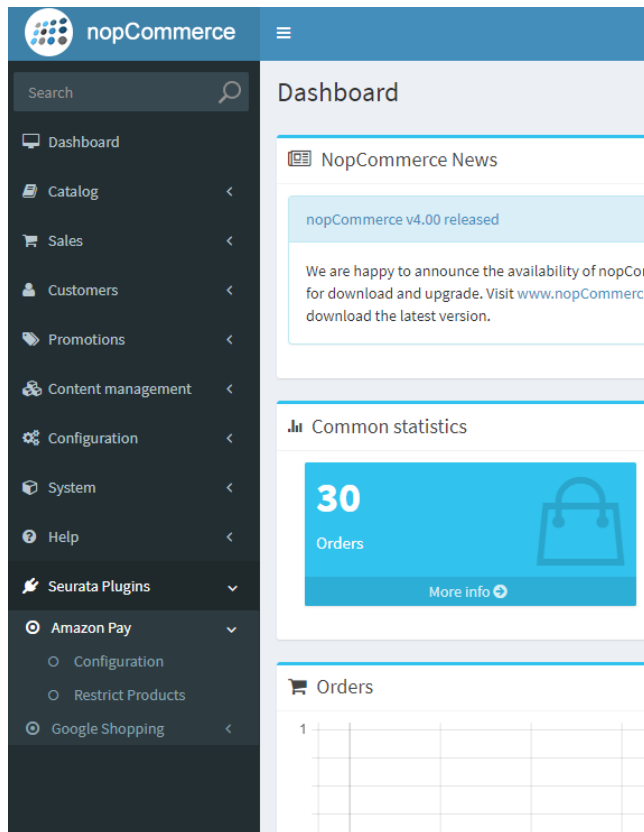 nopCommerce
Search
Dashboard
Catalog
Sales
Customers
Promotions
Content management
Configuration
System
Help
Seurata Plugins
Amazon Pay
Configuration
Restrict Products
Google Shopping
Dashboard
NopCommerce News
nopCommerce v4.00 released
We are happy to announce the availability of nopCo
for download and upgrade. Visit www.nopCommerc
download the latest version.
Common statistics
30
Orders
More info
Orders
1